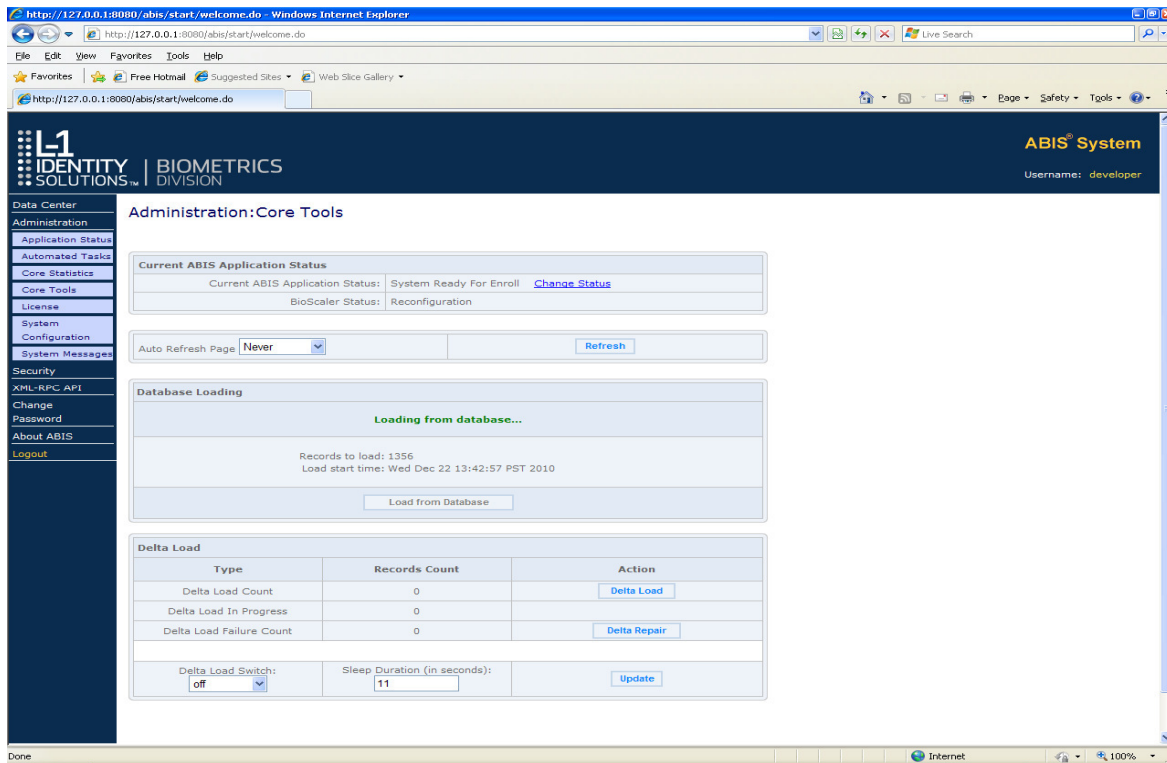 http://127.0.0.1:8080/abis/start/welcome.do - Windows Internet Explorer
http://127.0.0.1:8080/abis/start/welcome.do
Live Search
File Edit View Favorites Tools Help
Favorites Free Hotmail Suggested Sites Web Slice Gallery
http://127.0.0.1:8080/abis/start/welcome.do
Page Safety Tools
L-1
IDENTITY
SOLUTIONS™
BIOMETRICS
DIVISION
ABIS® System
Username: developer
Data Center
Administration
Application Status
Automated Tasks
Core Statistics
Core Tools
License
System
Configuration
System Messages
Security
XML-RPC API
Change
Password
About ABIS
Logout
Administration:Core Tools
Current ABIS Application Status
Current ABIS Application Status: System Ready For Enroll Change Status
BioScaler Status: Reconfiguration
Auto Refresh Page Never Refresh
Database Loading
Loading from database...
Records to load: 1356
Load start time: Wed Dec 22 13:42:57 PST 2010
Load from Database
Delta Load
Type Records Count Action
Delta Load Count 0 Delta Load
Delta Load In Progress 0
Delta Load Failure Count 0 Delta Repair
Delta Load Switch: Sleep Duration (in seconds):
off 11 Update
Done Internet 100%